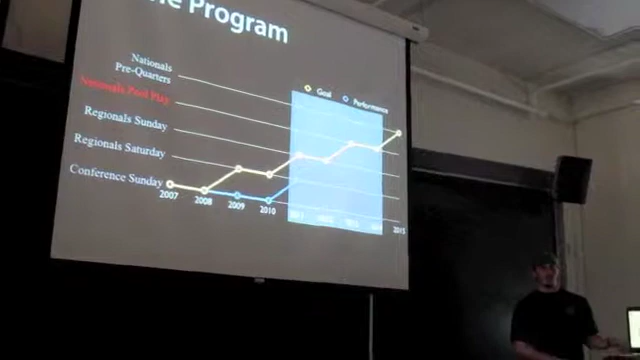 Program
Nationals
Pre-Quarters
Nationals Pool Play
Regionals Sunday
Regionals Saturday
Conference Sunday
Goal
Performance
2007
2008
2009
2010
2015